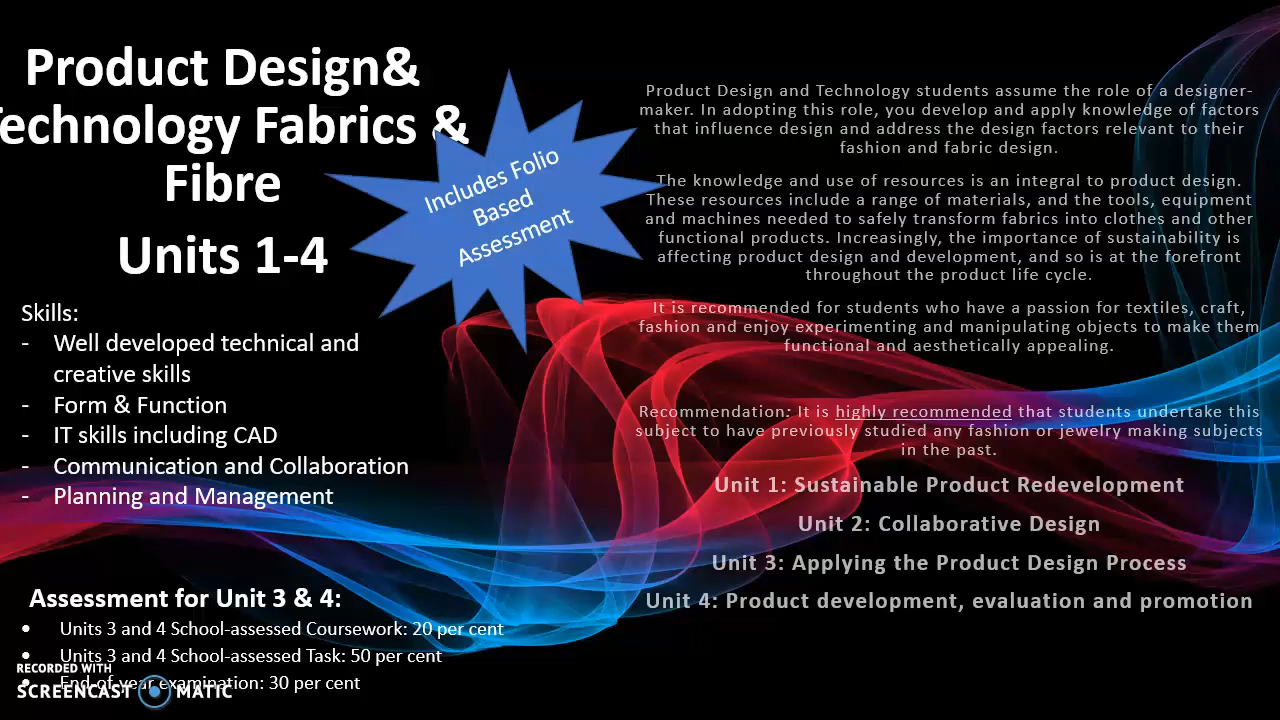 Product Design&
Technology Fabrics &
Fibre
Units 1-4
Includes Folio
Based
Assessment
Skills:
- Well developed technical and
creative skills
- Form & Function
- IT skills including CAD
- Communication and Collaboration
- Planning and Management
Assessment for Unit 3 & 4:
• Units 3 and 4 School-assessed Coursework: 20 per cent
• Units 3 and 4 School-assessed Task: 50 per cent
• End-of-year examination: 30 per cent
RECORDED WITH
SCREENCAST MATIC
Product Design and Technology students assume the role of a designer-
maker. In adopting this role, you develop and apply knowledge of factors
that influence design and address the design factors relevant to their
fashion and fabric design.
The knowledge and use of resources is an integral to product design.
These resources include a range of materials, and the tools, equipment
and machines needed to safely transform fabrics into clothes and other
functional products. Increasingly, the importance of sustainability is
affecting product design and development, and so is at the forefront
throughout the product life cycle.
It is recommended for students who have a passion for textiles, craft,
fashion and enjoy experimenting and manipulating objects to make them
functional and aesthetically appealing.
Recommendation: It is highly recommended that students undertake this
subject to have previously studied any fashion or jewelry making subjects
in the past.
Unit 1: Sustainable Product Redevelopment
Unit 2: Collaborative Design
Unit 3: Applying the Product Design Process
Unit 4: Product development, evaluation and promotion